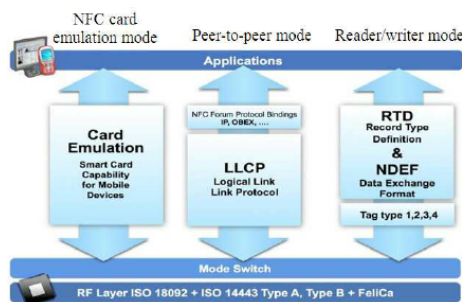 NFC card
emulation mode
Peer-to-peer mode
Reader/writer mode
Applications
Card
Emulation
Smart Card
Capability
for Mobile
Devices
NFC Forum Protocol Bindings
IP, OBEX, ....
LLCP
Logical Link
Link Protocol
RTD
Record Type
Definition
&
NDEF
Data Exchange
Format
Tag type 1,2,3,4
Mode Switch
RF Layer ISO 18092 + ISO 14443 Type A, Type B + FeliCa